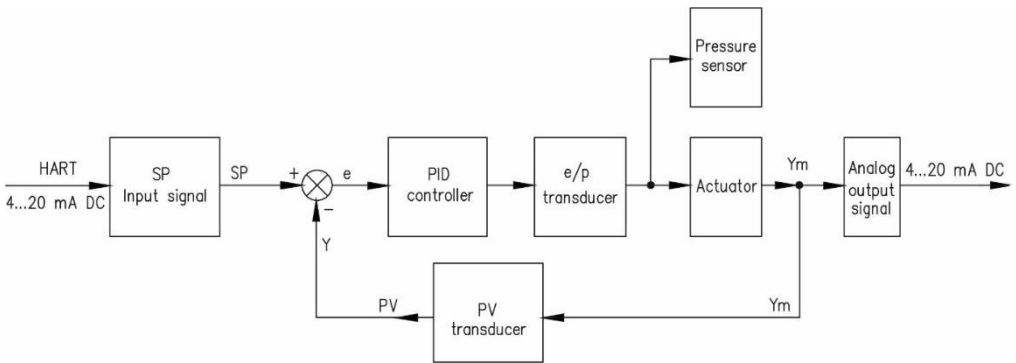 Pressure
sensor
HART
4...20 mA DC
SP
Input signal
SP
+
−
e
PID
controller
e/p
transducer
Actuator
Ym
Analog
output
signal
4...20 mA DC
Y
PV
PV
transducer
Ym